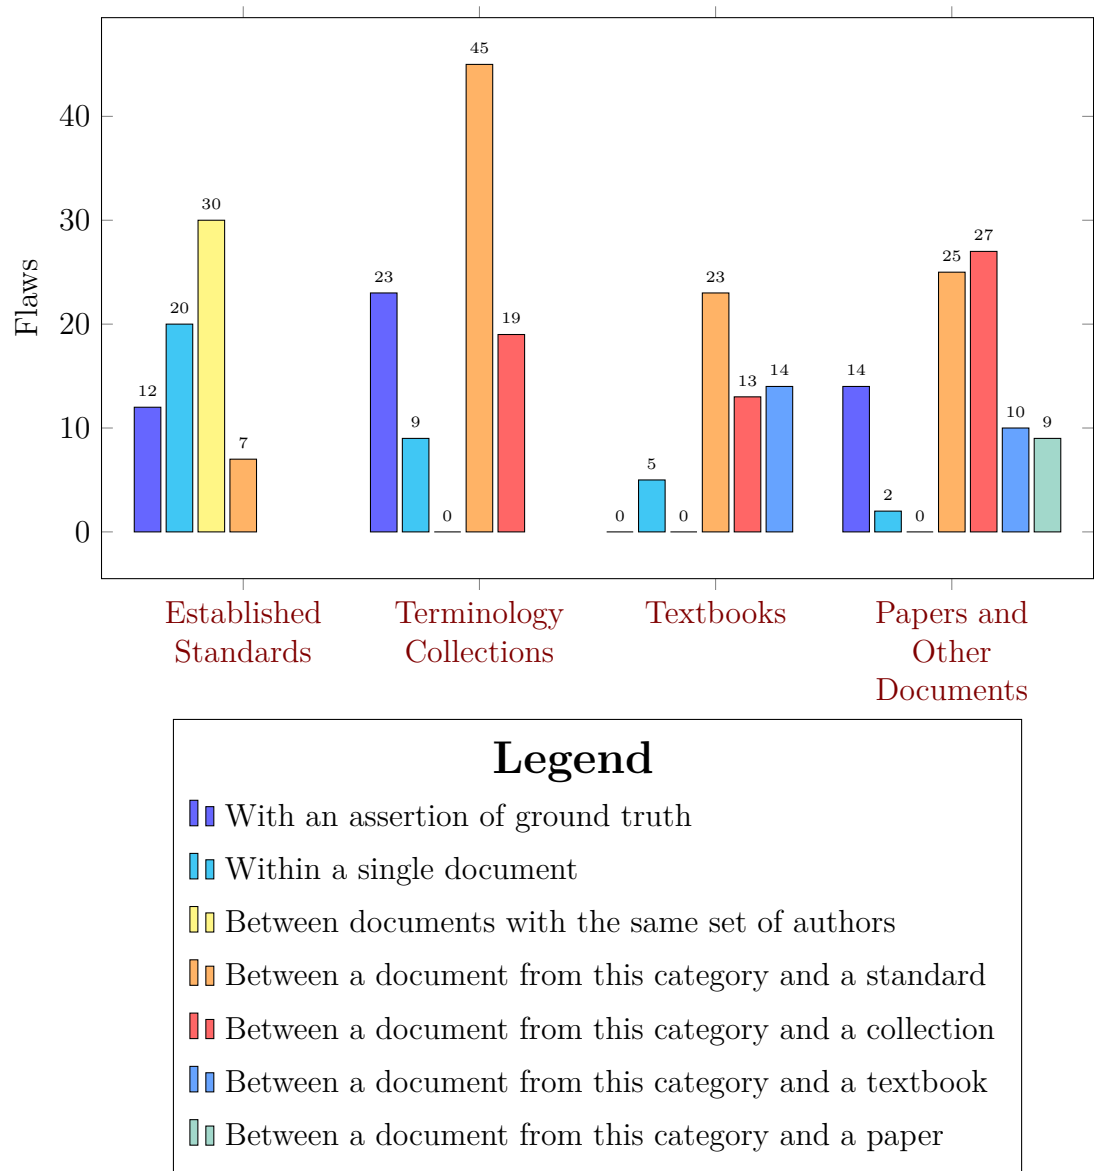 45
40
30
30
27
25
23
23
20
20
19
14
14
13
12
10
10
9
9
7
5
2
0
0
0
0
0
Flaws
Established
Standards
Terminology
Collections
Textbooks
Papers and
Other
Documents
Legend
With an assertion of ground truth
Within a single document
Between documents with the same set of authors
Between a document from this category and a standard
Between a document from this category and a collection
Between a document from this category and a textbook
Between a document from this category and a paper